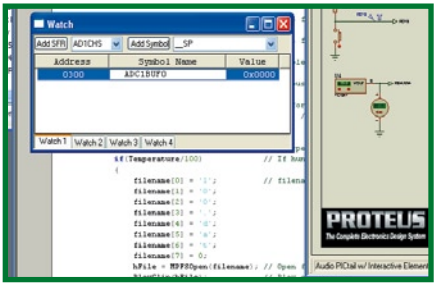 Watch
Add SFR AD1CHS Add Symbol __SP
Address Symbol Name Value
0300 ADC1BUF0 0x0000
Watch 1 Watch 2 Watch 3 Watch 4
if(Temperature/100) // If hun
{
filename[0] = '1'; // filena
filename[1] = '0';
filename[2] = '0';
filename[3] = '.';
filename[4] = 'd';
filename[5] = 'a';
filename[6] = 't';
filename[7] = 0;
hFile = MPFSOpen(filename); // Open f
PROTEUS
The Complete Electronics Design System
Audio PICtail w/ Interactive Element